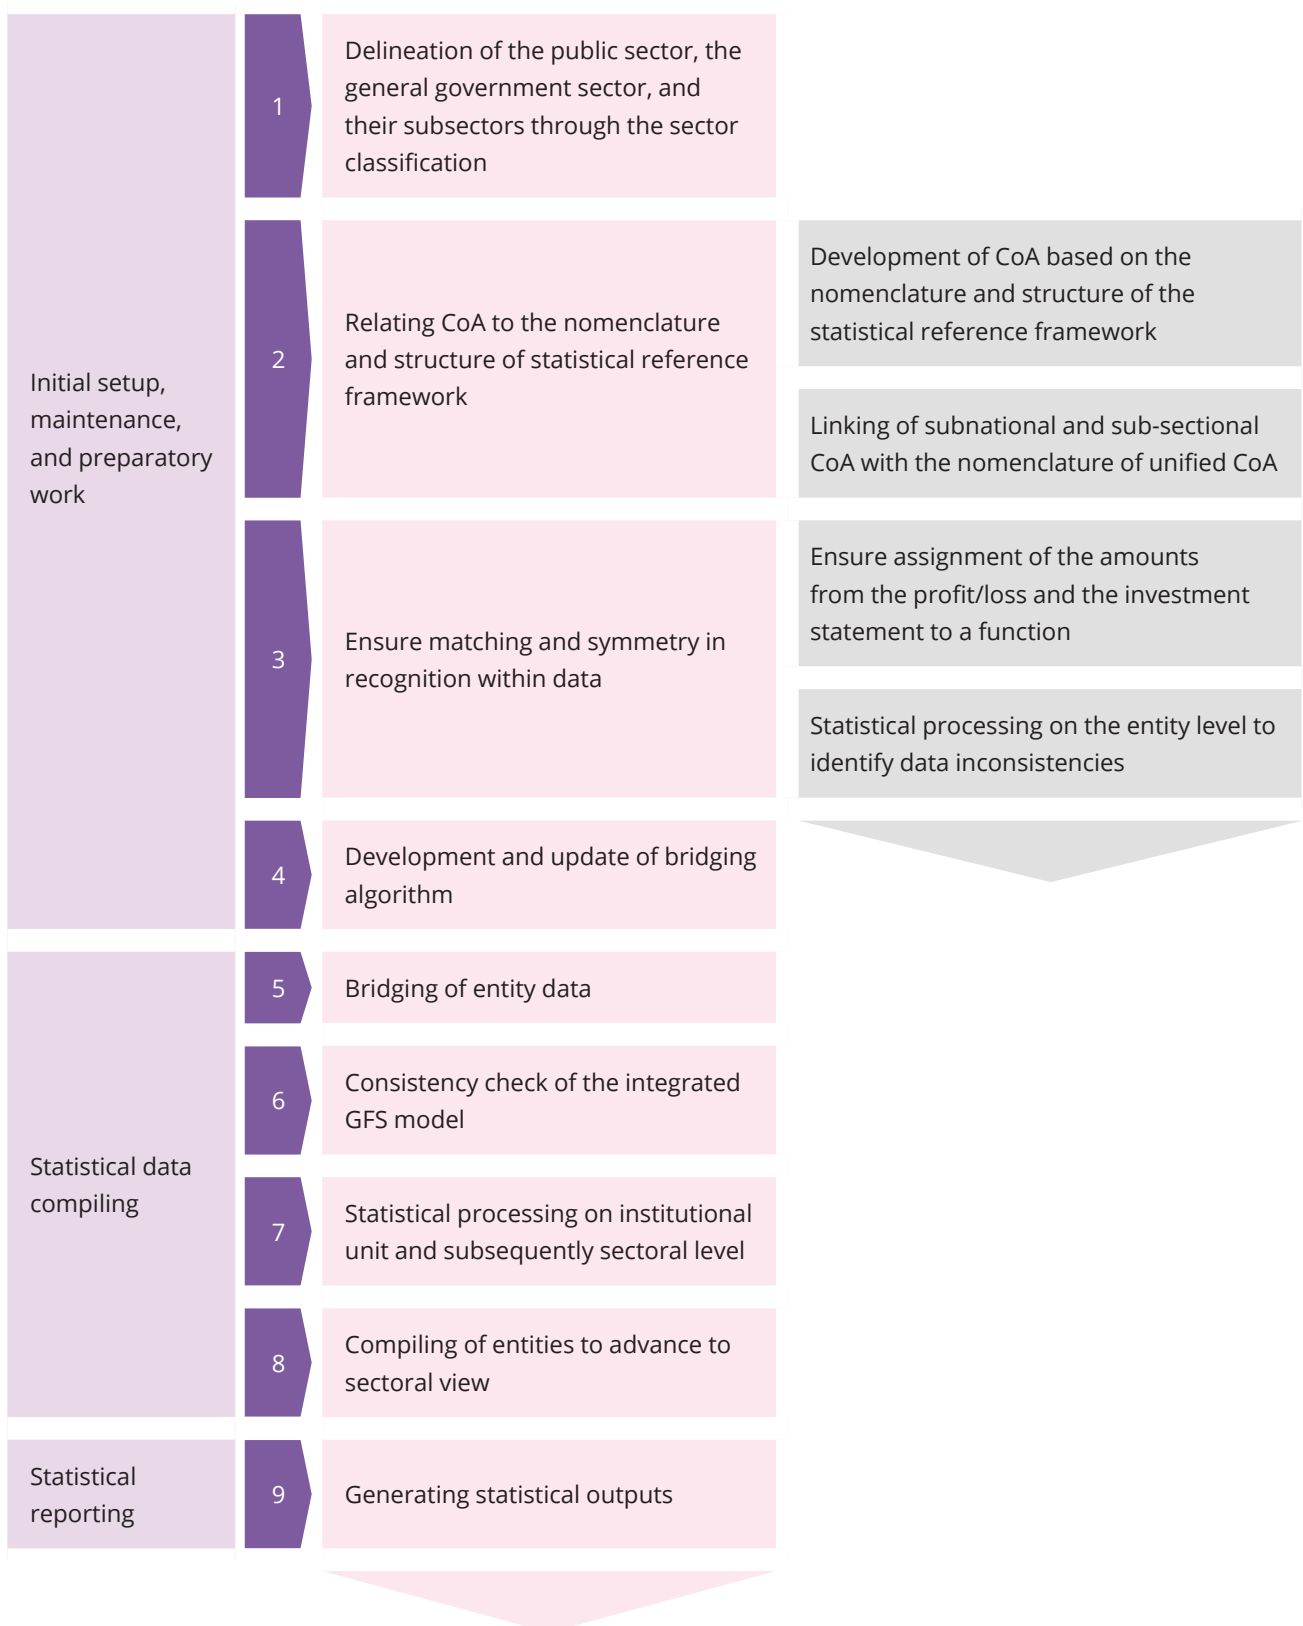 Initial setup,
maintenance,
and preparatory
work
1
Delineation of the public sector, the
general government sector, and
their subsectors through the sector
classification
2
Relating CoA to the nomenclature
and structure of statistical reference
framework
Development of CoA based on the
nomenclature and structure of the
statistical reference framework
Linking of subnational and sub-sectional
CoA with the nomenclature of unified CoA
3
Ensure matching and symmetry in
recognition within data
Ensure assignment of the amounts
from the profit/loss and the investment
statement to a function
Statistical processing on the entity level to
identify data inconsistencies
4
Development and update of bridging
algorithm
Statistical data
compiling
5
Bridging of entity data
6
Consistency check of the integrated
GFS model
7
Statistical processing on institutional
unit and subsequently sectoral level
8
Compiling of entities to advance to
sectoral view
Statistical
reporting
9
Generating statistical outputs